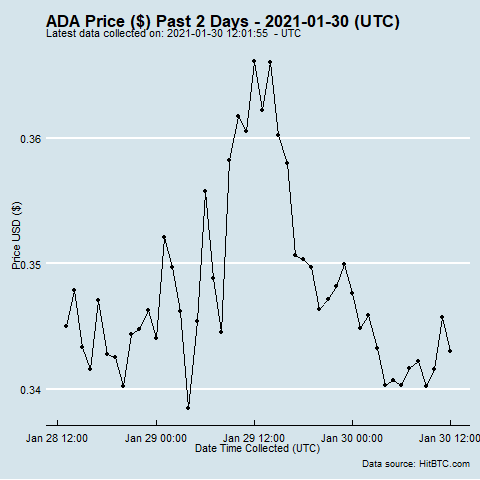 ADA Price ($) Past 2 Days - 2021-01-30 (UTC)
Latest data collected on: 2021-01-30 12:01:55 - UTC
0.36
0.35
0.34
Price USD ($)
Jan 28 12:00 Jan 29 00:00 Jan 29 12:00 Jan 30 00:00 Jan 30 12:00
Date Time Collected (UTC)
Data source: HitBTC.com